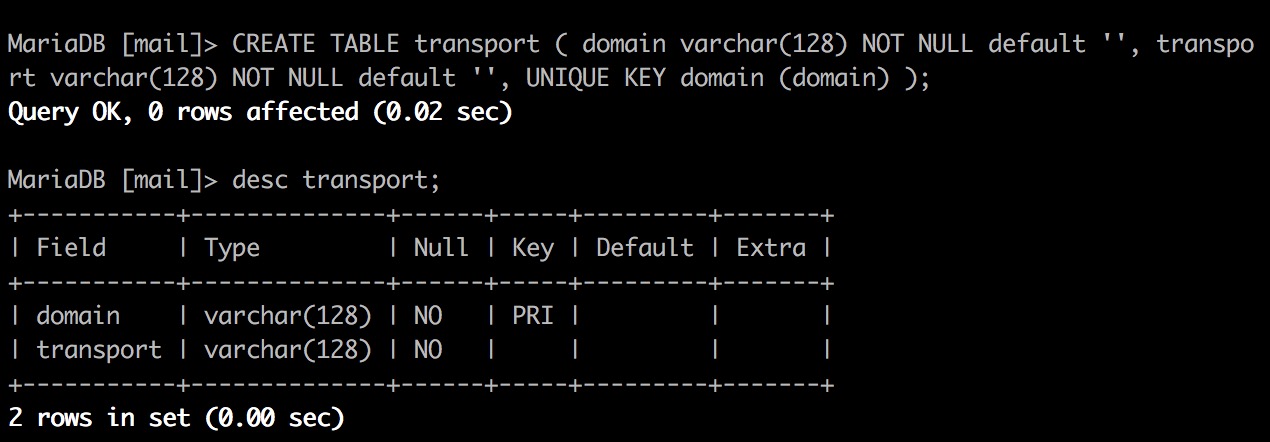 MariaDB [mail]> CREATE TABLE transport ( domain varchar(128) NOT NULL default '', transpo
rt varchar(128) NOT NULL default '', UNIQUE KEY domain (domain) );
Query OK, 0 rows affected (0.02 sec)
MariaDB [mail]> desc transport;
+-----------+--------------+------+-----+---------+-------+
| Field     | Type         | Null | Key | Default | Extra |
+-----------+--------------+------+-----+---------+-------+
| domain    | varchar(128) | NO   | PRI |         |       |
| transport | varchar(128) | NO   |     |         |       |
+-----------+--------------+------+-----+---------+-------+
2 rows in set (0.00 sec)